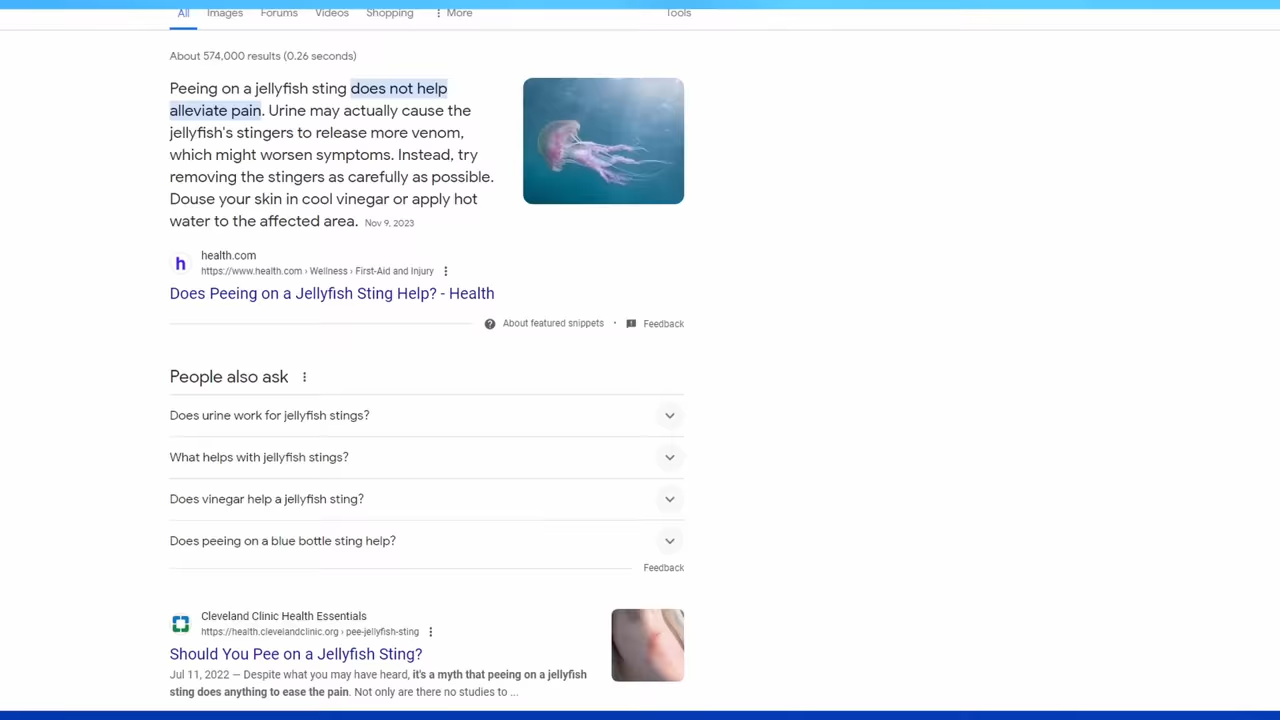 All Images Forums Videos Shopping More Tools
About 574,000 results (0.26 seconds)
Peeing on a jellyfish sting does not help
alleviate pain. Urine may actually cause the
jellyfish's stingers to release more venom,
which might worsen symptoms. Instead, try
removing the stingers as carefully as possible.
Douse your skin in cool vinegar or apply hot
water to the affected area. Nov 9, 2023
h health.com
https://www.health.com › Wellness › First-Aid and Injury
Does Peeing on a Jellyfish Sting Help? - Health
About featured snippets • Feedback
People also ask
Does urine work for jellyfish stings?
What helps with jellyfish stings?
Does vinegar help a jellyfish sting?
Does peeing on a blue bottle sting help?
Feedback
Cleveland Clinic Health Essentials
https://health.clevelandclinic.org › pee-jellyfish-sting
Should You Pee on a Jellyfish Sting?
Jul 11, 2022 — Despite what you may have heard, it's a myth that peeing on a jellyfish
sting does anything to ease the pain. Not only are there no studies to ...